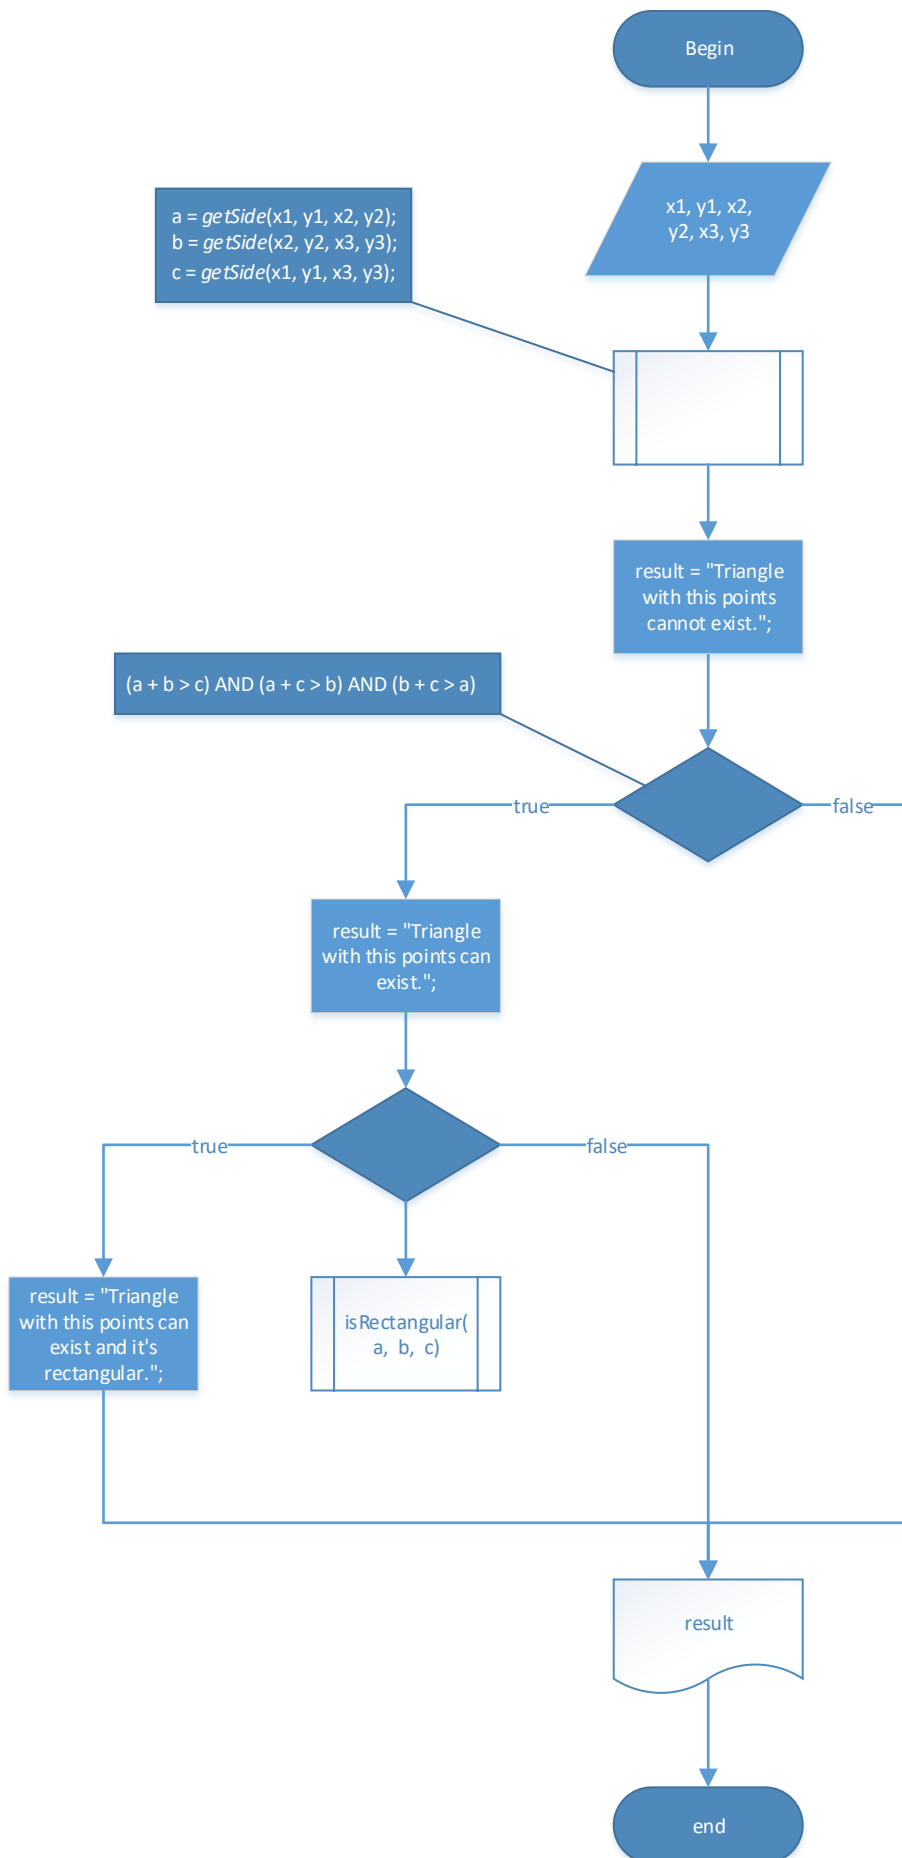 Begin
x1, y1, x2,
y2, x3, y3
a = getSide(x1, y1, x2, y2);
b = getSide(x2, y2, x3, y3);
c = getSide(x1, y1, x3, y3);
result = "Triangle
with this points
cannot exist.";
(a + b > c) AND (a + c > b) AND (b + c > a)
true
false
result = "Triangle
with this points can
exist.";
true
false
result = "Triangle
with this points can
exist and it's
rectangular.";
isRectangular(
a, b, c)
result
end